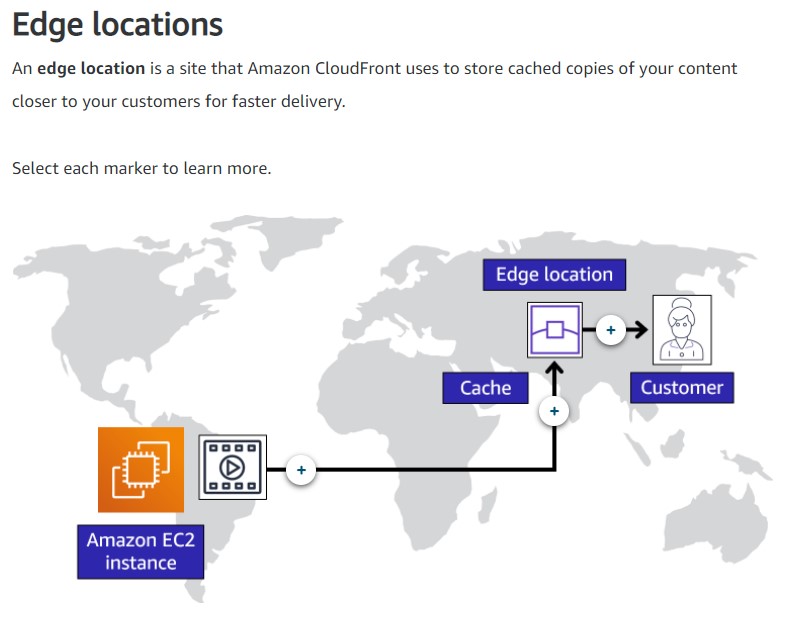 Edge locations
An edge location is a site that Amazon CloudFront uses to store cached copies of your content
closer to your customers for faster delivery.
Select each marker to learn more.
Edge location
+
Cache
Customer
+
+
Amazon EC2
instance